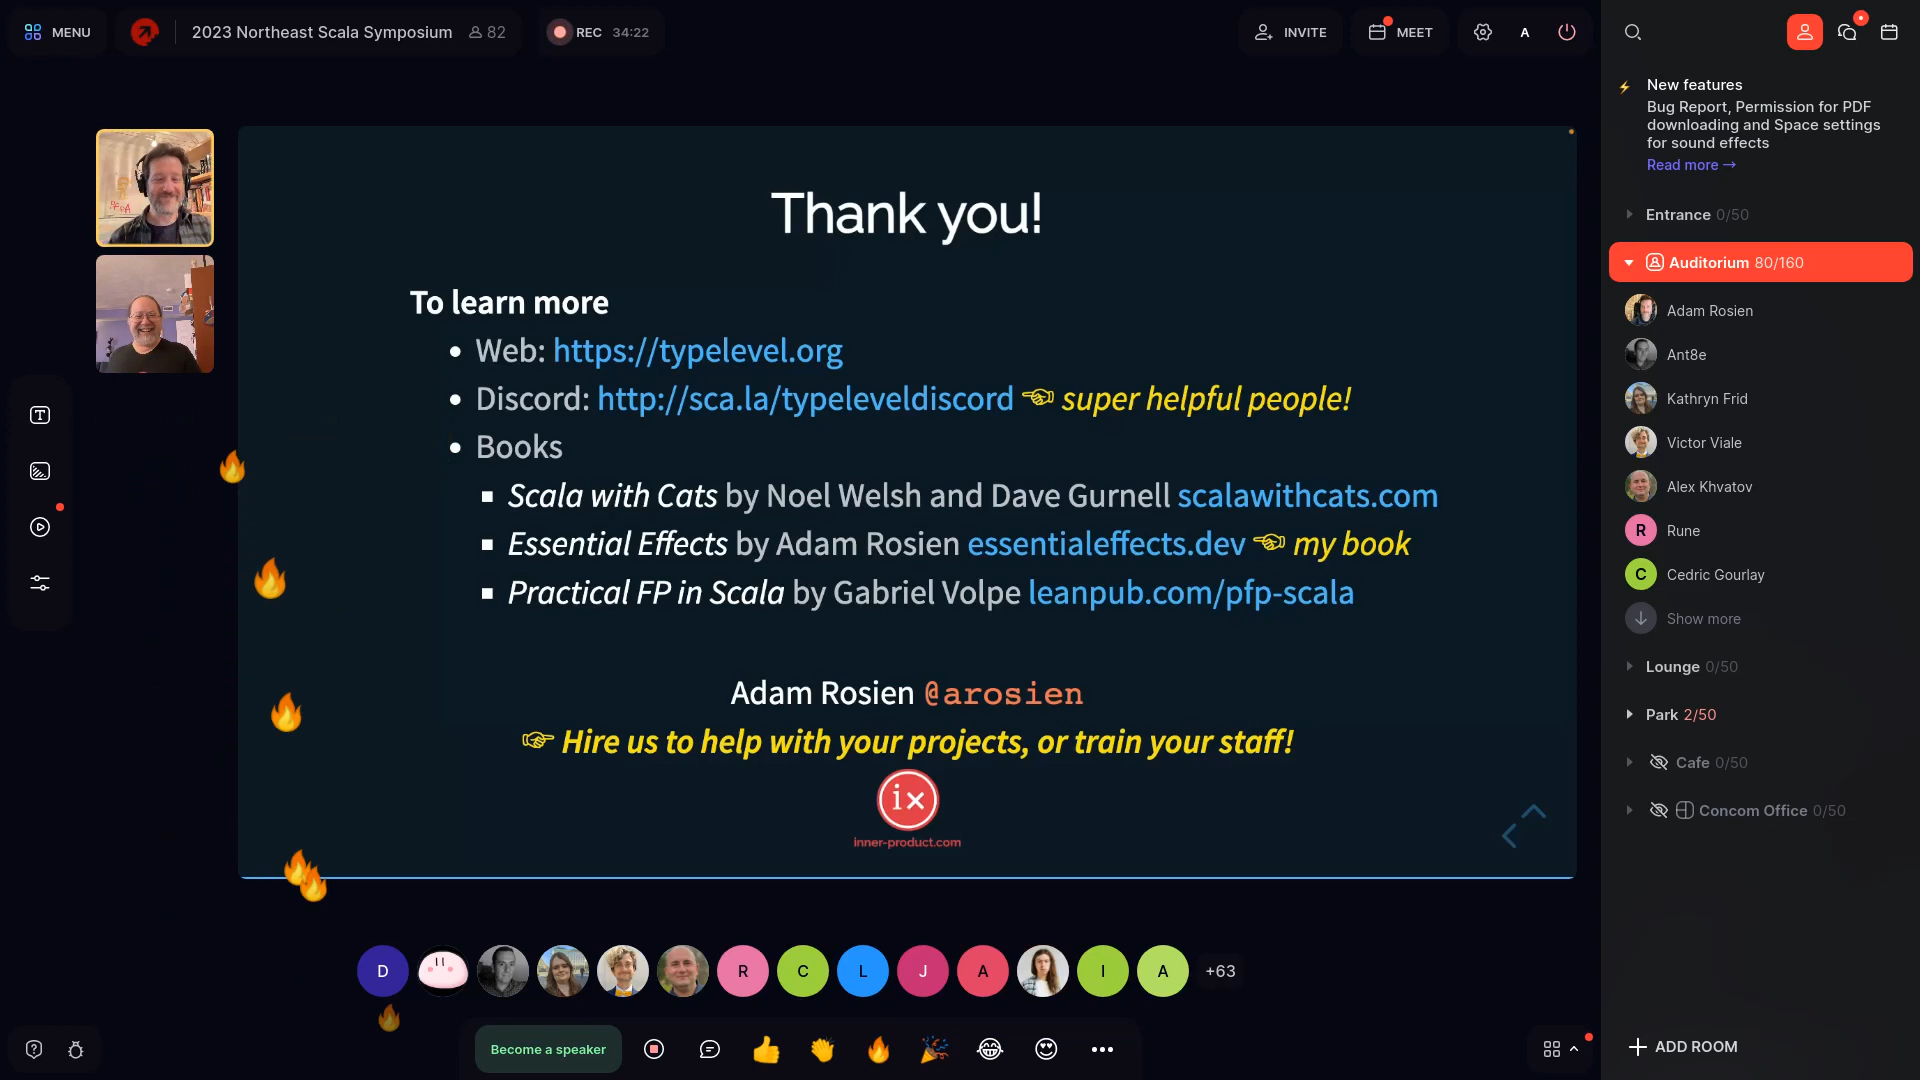 MENU
2023 Northeast Scala Symposium
82
REC 34:22
INVITE
MEET
A
New features
Bug Report, Permission for PDF
downloading and Space settings
for sound effects
Read more →
Entrance 0/50
Auditorium 80/160
Adam Rosien
Ant8e
Kathryn Frid
Victor Viale
Alex Khvatov
R Rune
C Cedric Gourlay
Show more
Lounge 0/50
Park 2/50
Cafe 0/50
Concom Office 0/50
ADD ROOM
Thank you!
To learn more
Web: https://typelevel.org
Discord: http://sca.la/typeleveldiscord ☜ super helpful people!
Books
Scala with Cats by Noel Welsh and Dave Gurnell scalawithcats.com
Essential Effects by Adam Rosien essentialeffects.dev ☜ my book
Practical FP in Scala by Gabriel Volpe leanpub.com/pfp-scala
Adam Rosien @arosien
☞ Hire us to help with your projects, or train your staff!
ix
inner-product.com
D R C L J A I A +63
Become a speaker